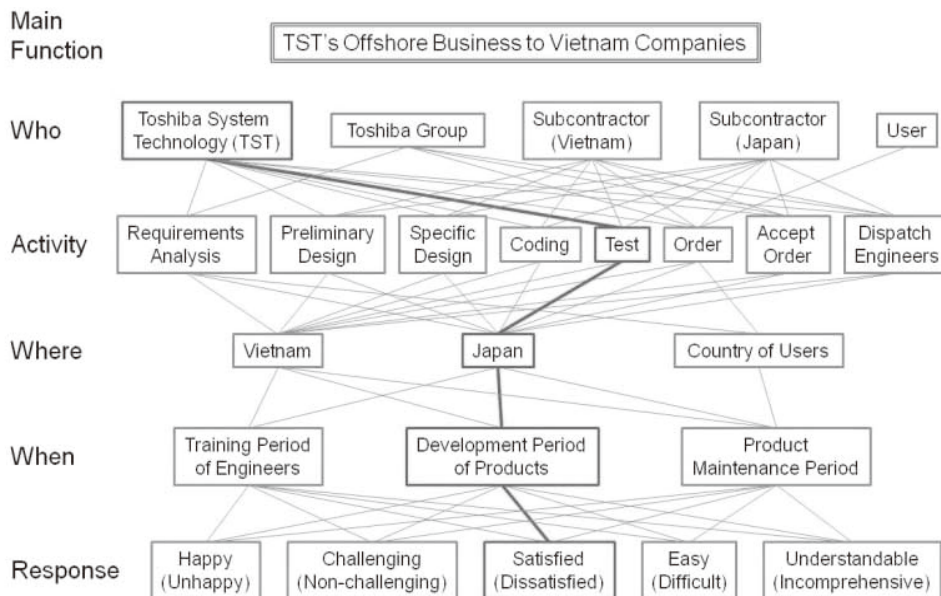 Main
Function
TST's Offshore Business to Vietnam Companies
Who
Toshiba System
Technology (TST)
Toshiba Group
Subcontractor
(Vietnam)
Subcontractor
(Japan)
User
Activity
Requirements
Analysis
Preliminary
Design
Specific
Design
Coding
Test
Order
Accept
Order
Dispatch
Engineers
Where
Vietnam
Japan
Country of Users
When
Training Period
of Engineers
Development Period
of Products
Product
Maintenance Period
Response
Happy
(Unhappy)
Challenging
(Non-challenging)
Satisfied
(Dissatisfied)
Easy
(Difficult)
Understandable
(Incomprehensive)